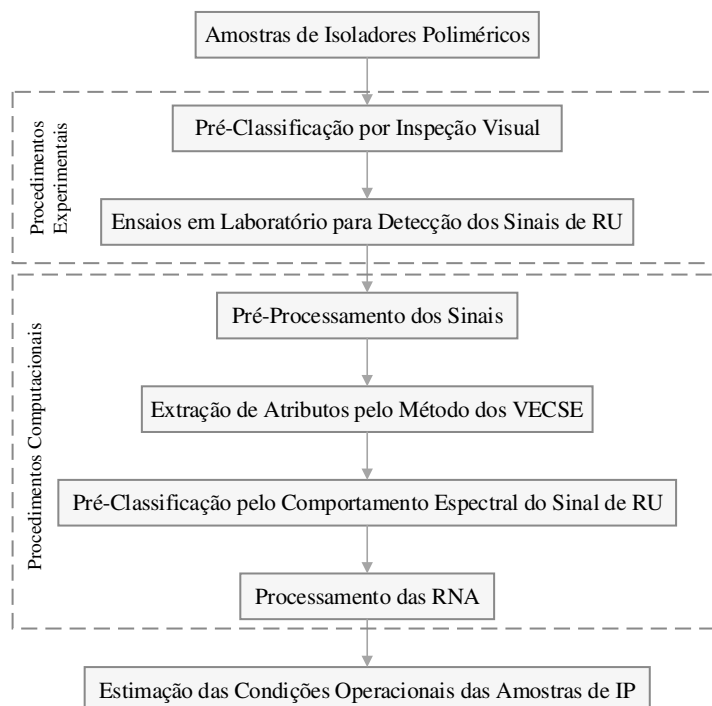 Amostras de Isoladores Poliméricos
Procedimentos
Experimentais
Pré-Classificação por Inspeção Visual
Ensaios em Laboratório para Detecção dos Sinais de RU
Procedimentos Computacionais
Pré-Processamento dos Sinais
Extração de Atributos pelo Método dos VECSE
Pré-Classificação pelo Comportamento Espectral do Sinal de RU
Processamento das RNA
Estimação das Condições Operacionais das Amostras de IP